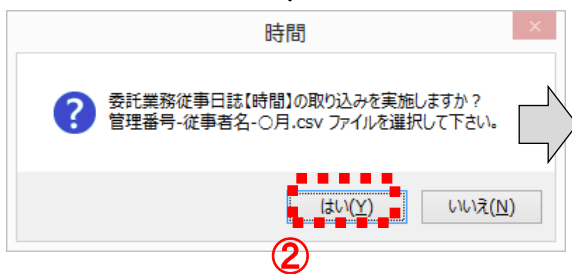 時間
委託業務従事日誌【時間】の取り込みを実施しますか？
管理番号-従事者名-○月.csv ファイルを選択して下さい。
はい(Y)
いいえ(N)
②